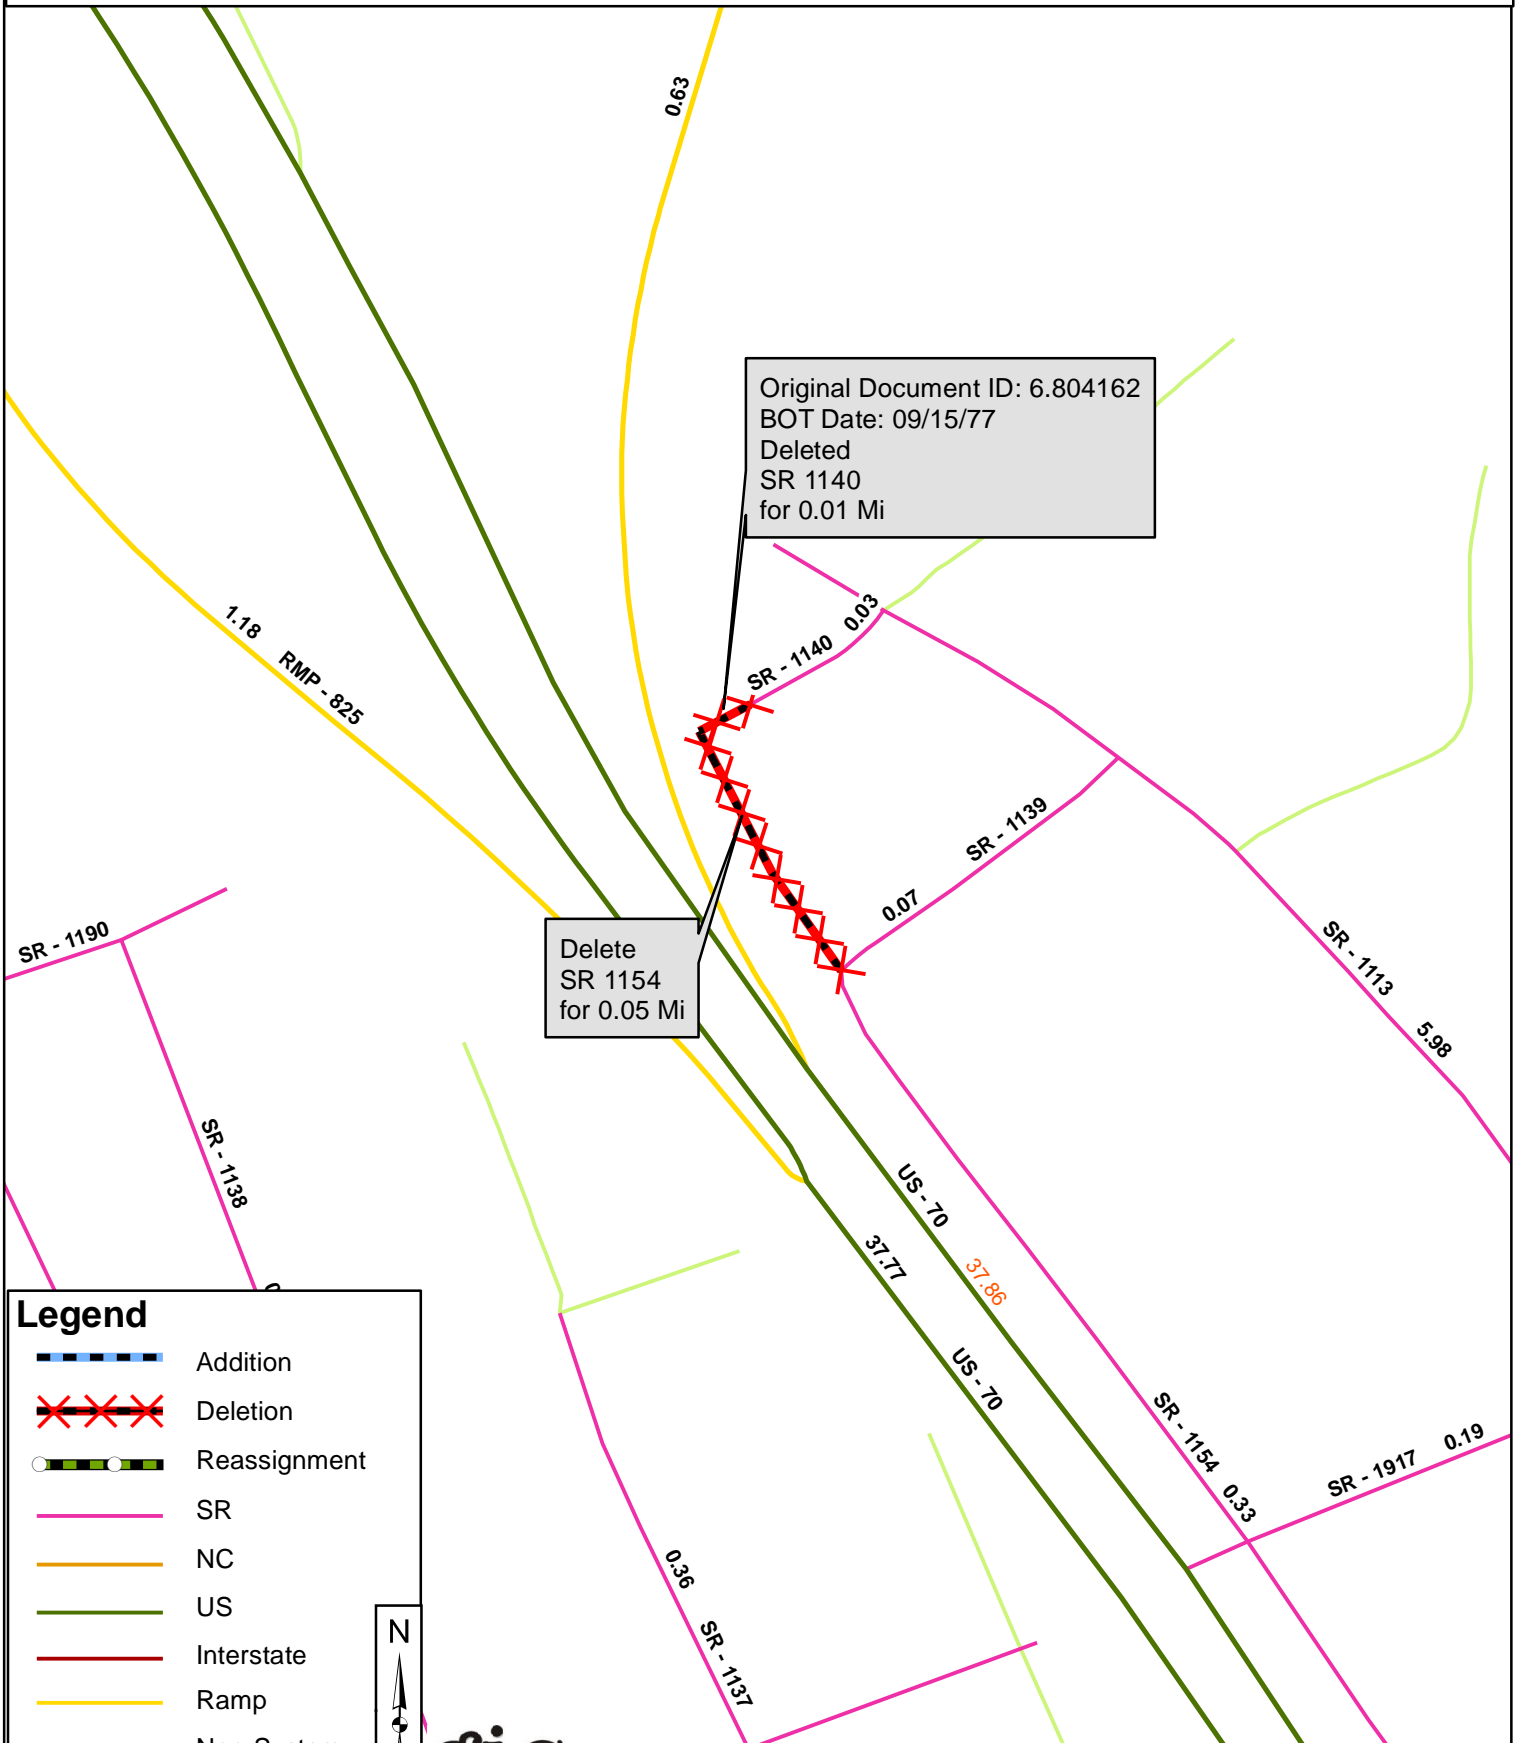 0.63
Original Document ID: 6.804162
BOT Date: 09/15/77
Deleted
SR 1140
for 0.01 Mi
1.18
RMP - 825
SR - 1140
0.03
SR - 1139
0.07
SR - 1190
Delete
SR 1154
for 0.05 Mi
SR - 1113
5.98
SR - 1138
US - 70
37.77
37.86
US - 70
SR - 1154
0.33
SR - 1917
0.19
0.36
SR - 1137
Legend
Addition
Deletion
Reassignment
SR
NC
US
Interstate
Ramp
N